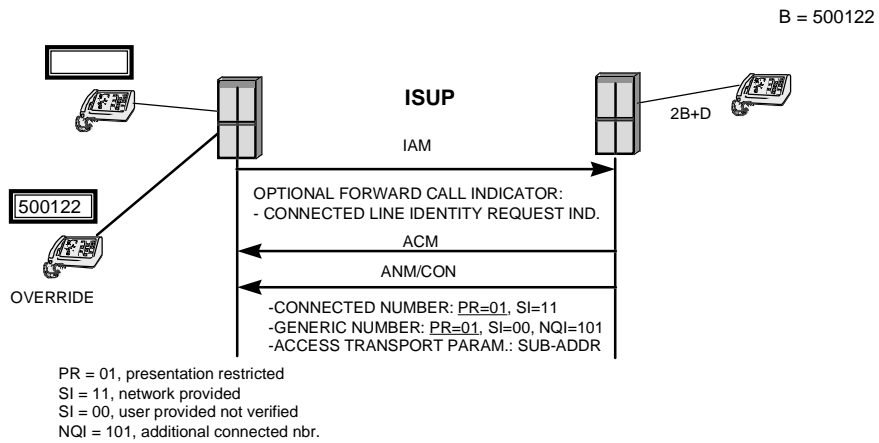 B = 500122
ISUP
2B+D
IAM
OPTIONAL FORWARD CALL INDICATOR:
- CONNECTED LINE IDENTITY REQUEST IND.
500122
ACM
ANM/CON
OVERRIDE
-CONNECTED NUMBER: PR=01, SI=11
-GENERIC NUMBER: PR=01, SI=00, NQI=101
-ACCESS TRANSPORT PARAM.: SUB-ADDR
PR = 01, presentation restricted
SI = 11, network provided
SI = 00, user provided not verified
NQI = 101, additional connected nbr.